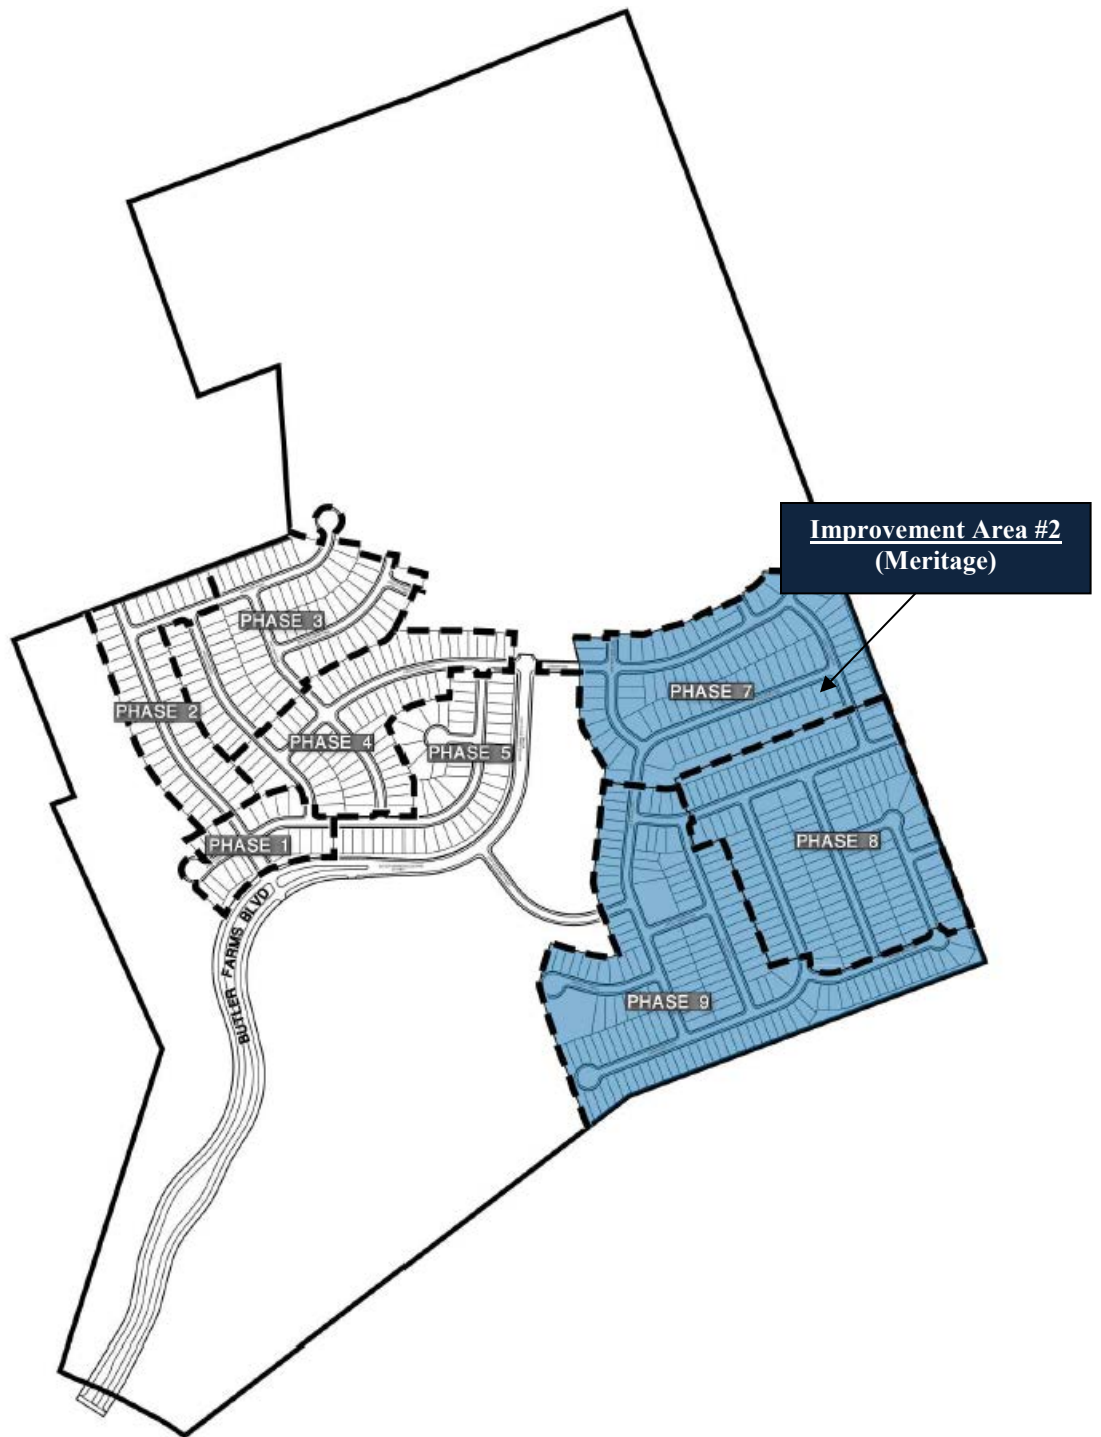 Improvement Area #2
(Meritage)
PHASE 3
PHASE 7
PHASE 2
PHASE 4
PHASE 5
PHASE 1
PHASE 8
BUTLER FARMS BLVD
PHASE 9